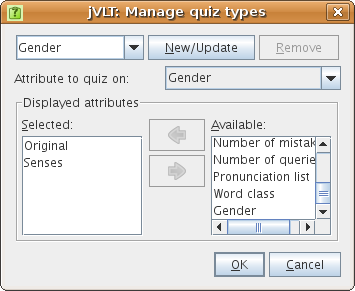 jVLT: Manage quiz types
Gender New/Update Remove
Attribute to quiz on: Gender
Displayed attributes
Selected: Available:
Original
Senses
Number of mistak
Number of querie
Pronunciation list
Word class
Gender
OK Cancel